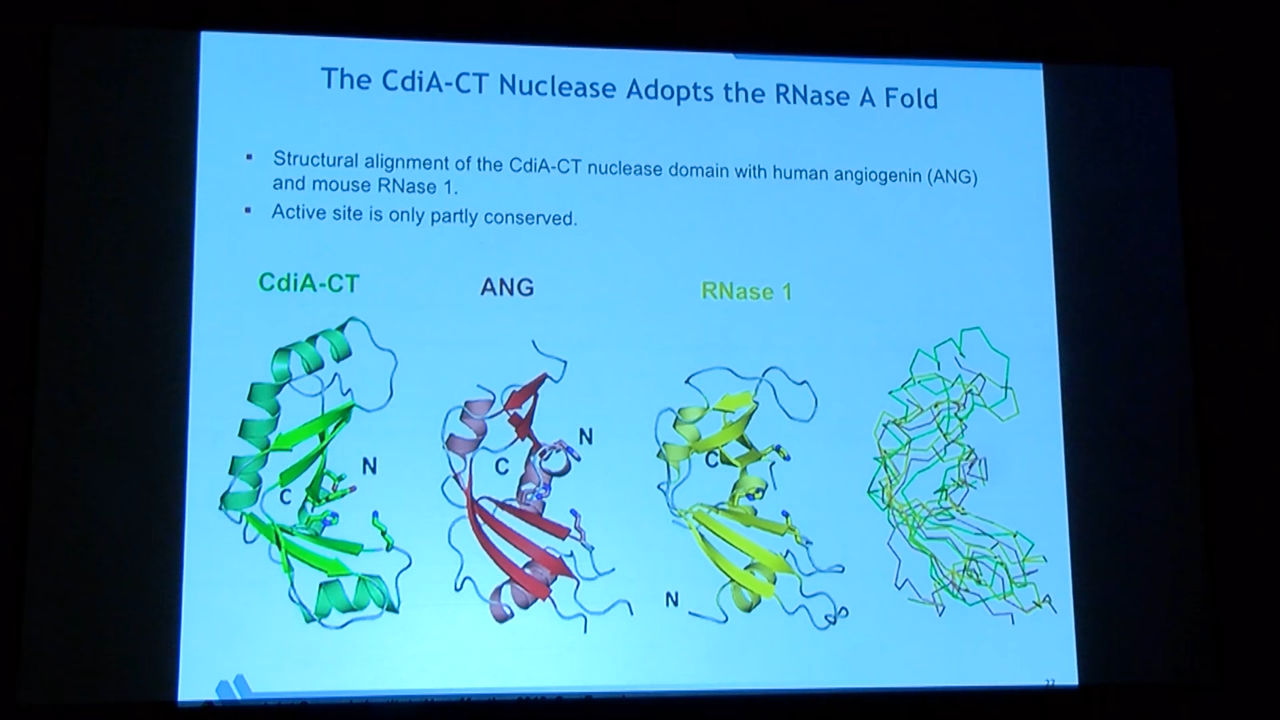 The CdiA-CT Nuclease Adopts the RNase A Fold
▪ Structural alignment of the CdiA-CT nuclease domain with human angiogenin (ANG)
and mouse RNase 1.
▪ Active site is only partly conserved.
CdiA-CT
ANG
RNase 1
N
C
N
C
C
N